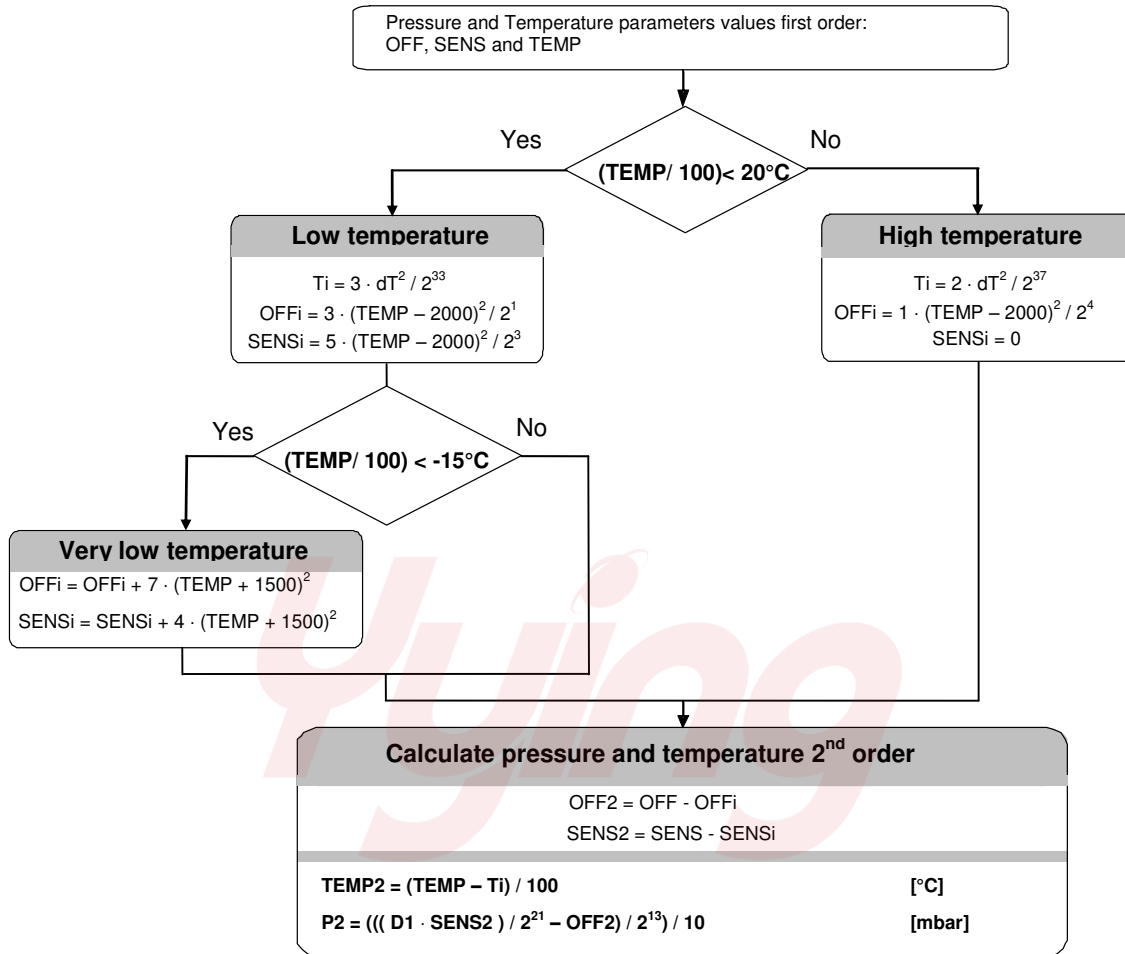 Pressure and Temperature parameters values first order:
OFF, SENS and TEMP
Yes
No
(TEMP/ 100)< 20°C
Low temperature
Ti = 3 · dT² / 2³³
OFFi = 3 · (TEMP – 2000)² / 2¹
SENSi = 5 · (TEMP – 2000)² / 2³
High temperature
Ti = 2 · dT² / 2³⁷
OFFi = 1 · (TEMP – 2000)² / 2⁴
SENSi = 0
Yes
No
(TEMP/ 100) < -15°C
Very low temperature
OFFi = OFFi + 7 · (TEMP + 1500)²
SENSi = SENSi + 4 · (TEMP + 1500)²
Yying
Calculate pressure and temperature 2ⁿᵈ order
OFF2 = OFF - OFFi
SENS2 = SENS - SENSi
TEMP2 = (TEMP – Ti) / 100 [°C]
P2 = ((( D1 · SENS2 ) / 2²¹ – OFF2) / 2¹³) / 10 [mbar]